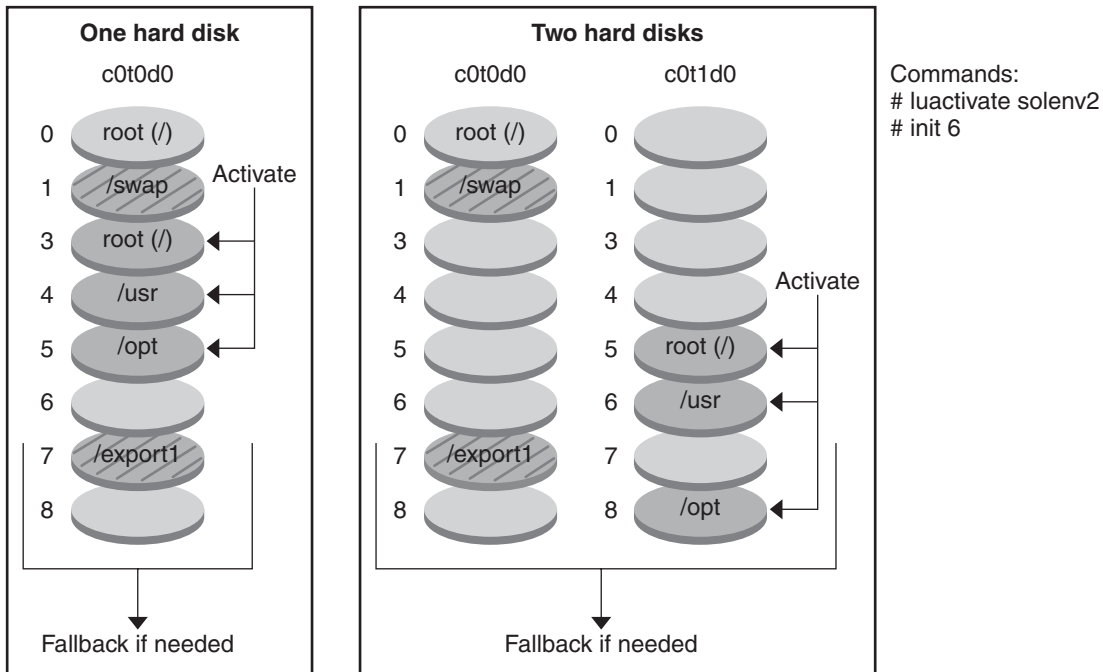 One hard disk
c0t0d0
0 root (/)
1 /swap
Activate
3 root (/)
4 /usr
5 /opt
6
7 /export1
8
Fallback if needed
Two hard disks
c0t0d0
0 root (/)
1 /swap
3
4
5
6
7 /export1
8
c0t1d0
0
1
3
4
Activate
5 root (/)
6 /usr
7
8 /opt
Fallback if needed
Commands:
# luactivate solenv2
# init 6